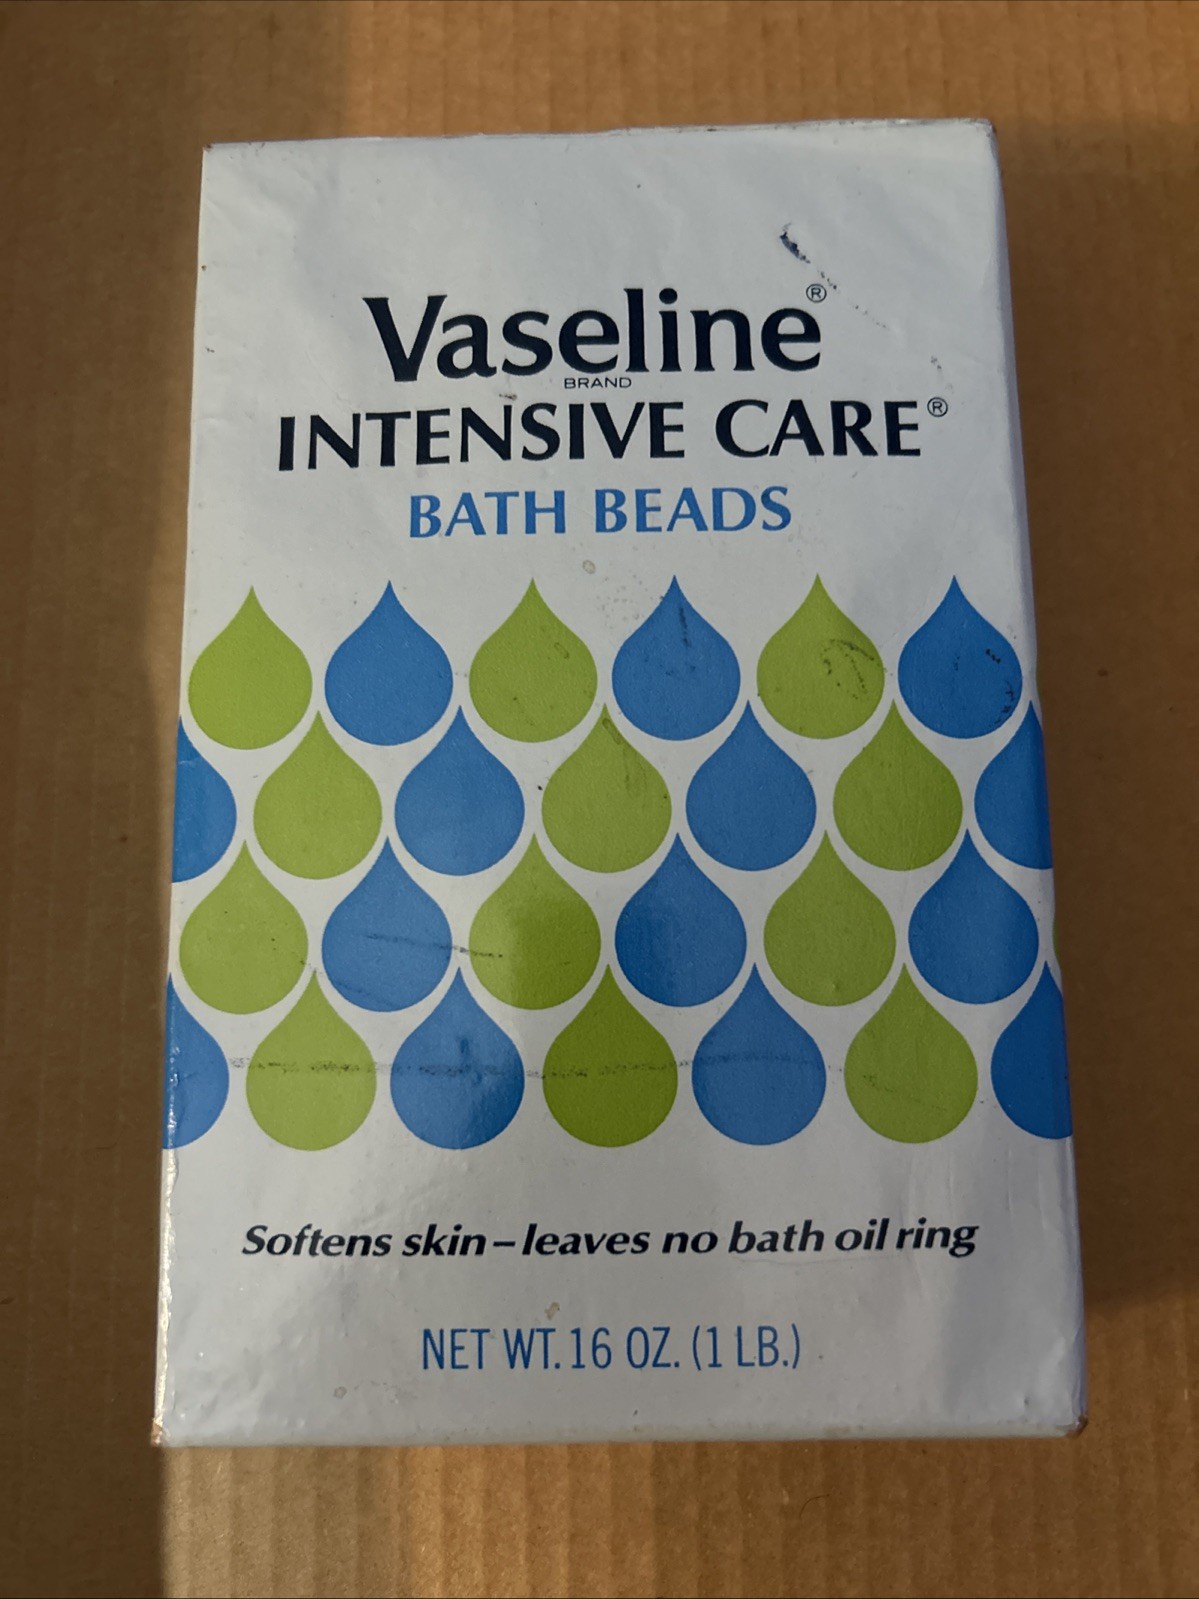 Vaseline®
BRAND
INTENSIVE CARE®
BATH BEADS
Softens skin–leaves no bath oil ring
NET WT. 16 OZ. (1 LB.)